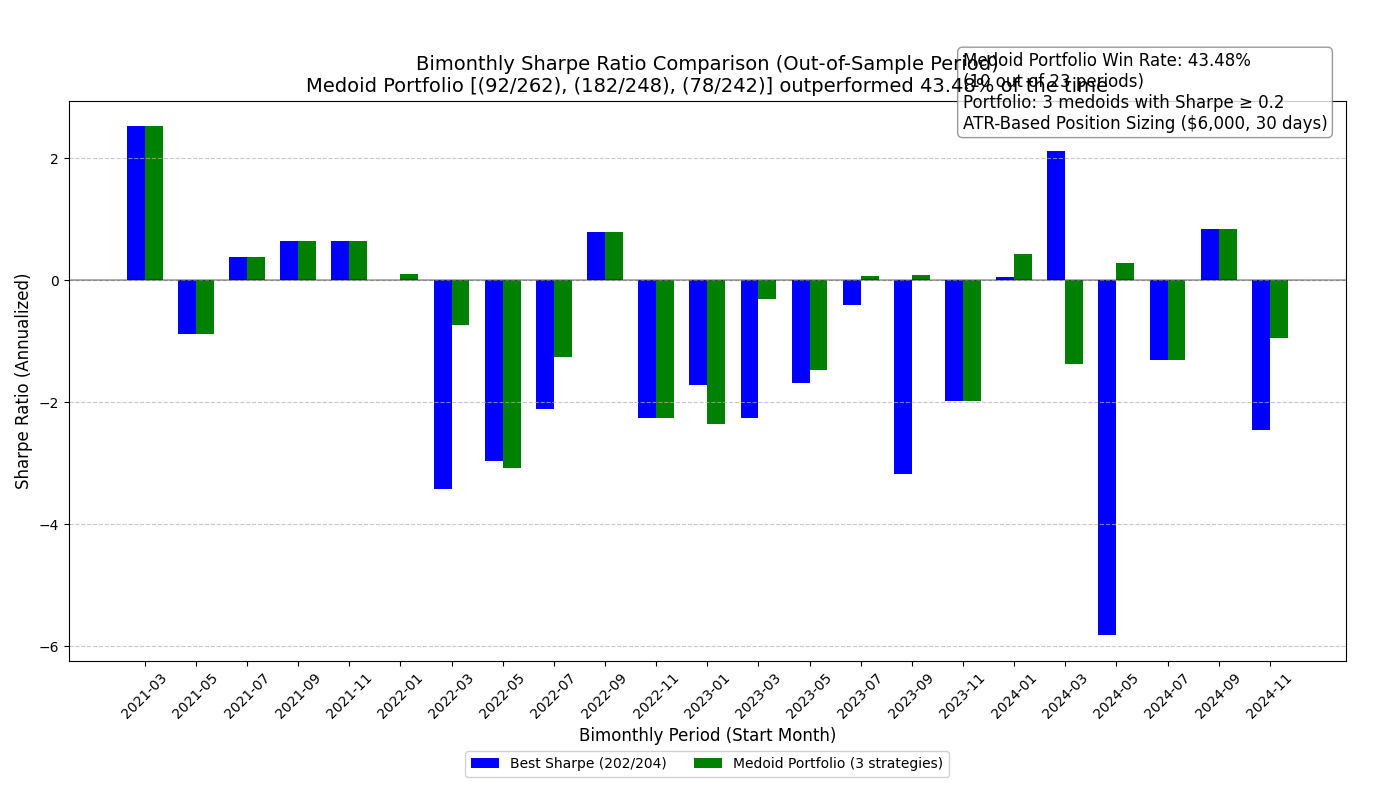 Bimonthly Sharpe Ratio Comparison (Out-of-Sample Period)
Medoid Portfolio [(92/262), (182/248), (78/242)] outperformed 43.48% of the time
Medoid Portfolio Win Rate: 43.48%
(10 out of 23 periods)
Portfolio: 3 medoids with Sharpe ≥ 0.2
ATR-Based Position Sizing ($6,000, 30 days)
Sharpe Ratio (Annualized)
2
0
−2
−4
−6
2021-03
2021-05
2021-07
2021-09
2021-11
2022-01
2022-03
2022-05
2022-07
2022-09
2022-11
2023-01
2023-03
2023-05
2023-07
2023-09
2023-11
2024-01
2024-03
2024-05
2024-07
2024-09
2024-11
Bimonthly Period (Start Month)
Best Sharpe (202/204)
Medoid Portfolio (3 strategies)